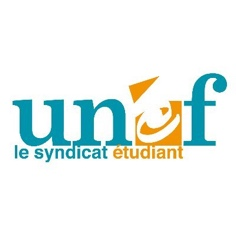 unef
le syndicat étudiant